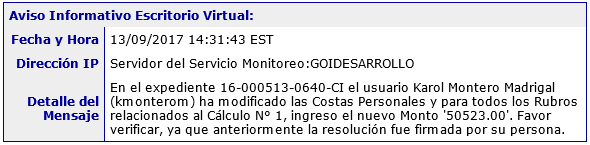 Aviso Informativo Escritorio Virtual:
Fecha y Hora 13/09/2017 14:31:43 EST
Dirección IP Servidor del Servicio Monitoreo:GOIDESARROLLO
En el expediente 16-000513-0640-CI el usuario Karol Montero Madrigal
(kmonterom) ha modificado las Costas Personales y para todos los Rubros
Detalle del Mensaje relacionados al Cálculo N° 1, ingreso el nuevo Monto '50523.00'. Favor
verificar, ya que anteriormente la resolución fue firmada por su persona.